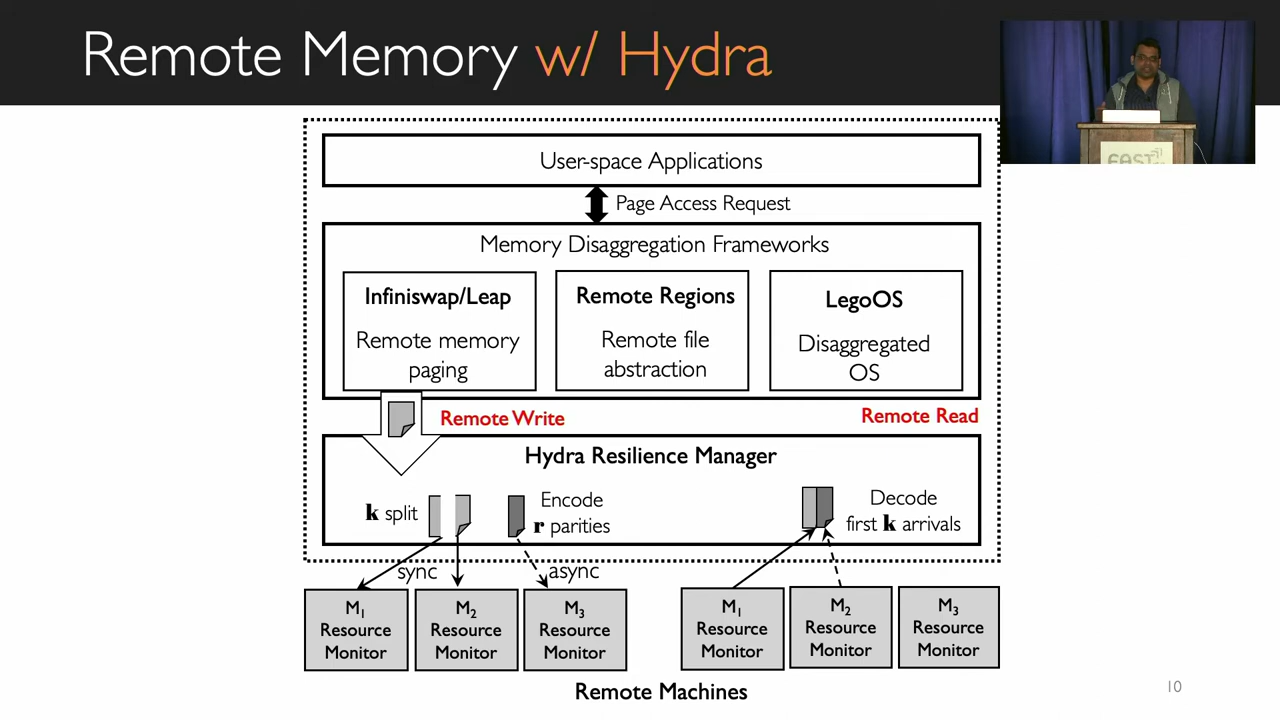 Remote Memory w/ Hydra
FAST
User-space Applications
Page Access Request
Memory Disaggregation Frameworks
Infiniswap/Leap
Remote memory
paging
Remote Regions
Remote file
abstraction
LegoOS
Disaggregated
OS
Remote Write
Remote Read
Hydra Resilience Manager
k split
Encode
r parities
Decode
first k arrivals
sync
async
M1
Resource
Monitor
M2
Resource
Monitor
M3
Resource
Monitor
M1
Resource
Monitor
M2
Resource
Monitor
M3
Resource
Monitor
Remote Machines
10